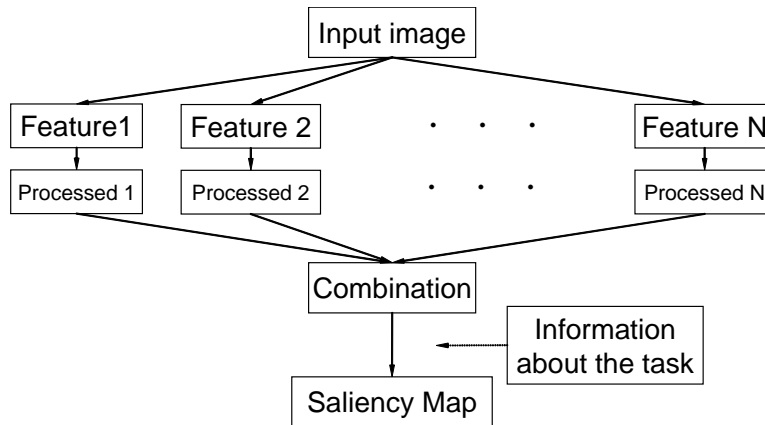 Input image
Feature1
Feature 2
. . .
Feature N
Processed 1
Processed 2
. . .
Processed N
Combination
Information
about the task
Saliency Map